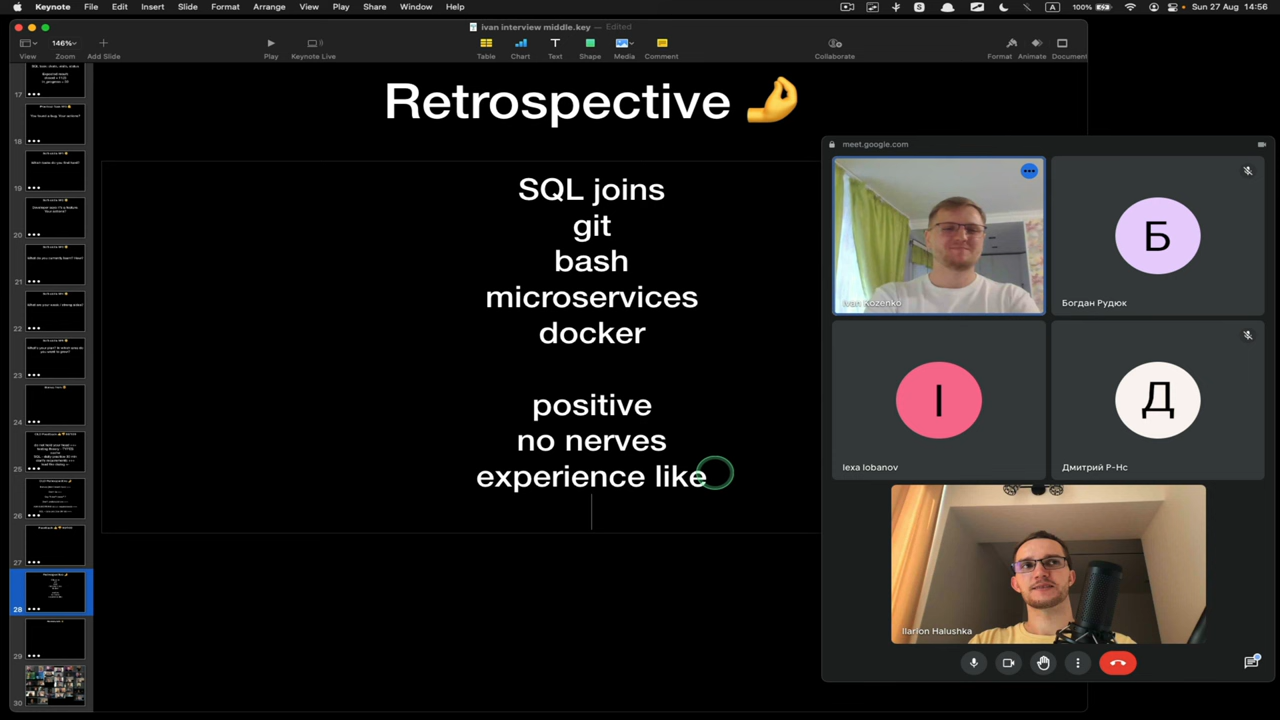 Keynote File Edit Insert Slide Format Arrange View Play Share Window Help
A 100% Sun 27 Aug 14:56
ivan interview middle.key — Edited
146%
View Zoom Add Slide
Play Keynote Live
Table Chart Text Shape Media Comment
Collaborate
Format Animate Document
17
18
19
20
21
22
23
24
25
26
27
28
29
30
Retrospective 🤌
SQL joins
git
bash
microservices
docker
positive
no nerves
experience like
meet.google.com
Ivan Kozenko
Б
Богдан Рудюк
I
lexa lobanov
Д
Дмитрий Р-Нс
Ilarion Halushka